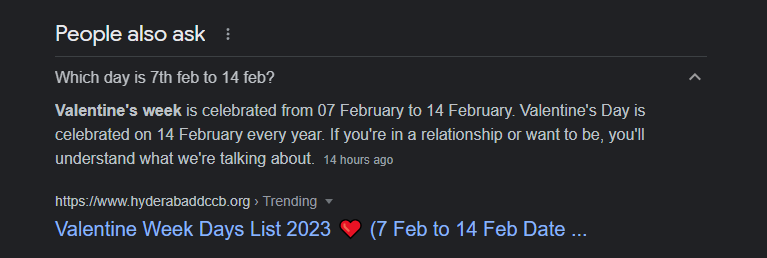 People also ask
Which day is 7th feb to 14 feb?
Valentine's week is celebrated from 07 February to 14 February. Valentine's Day is
celebrated on 14 February every year. If you're in a relationship or want to be, you'll
understand what we're talking about. 14 hours ago
https://www.hyderabaddccb.org › Trending
Valentine Week Days List 2023 ❤️ (7 Feb to 14 Feb Date ...